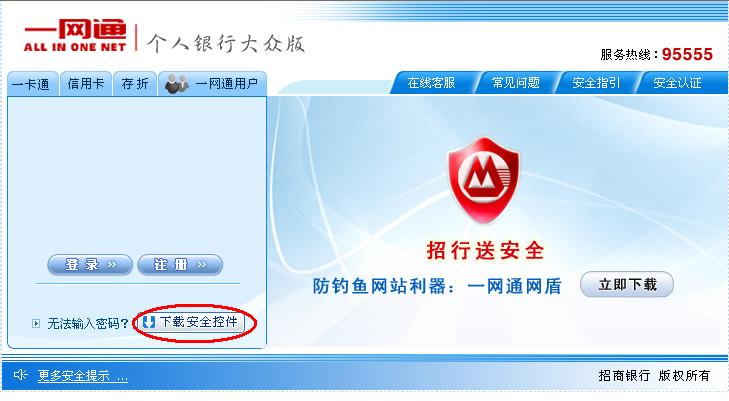 一网通
ALL IN ONE NET
个人银行大众版
服务热线：95555
一卡通 信用卡 存折 一网通用户
在线客服 常见问题 安全指引 安全认证
招行送安全
防钓鱼网站利器：一网通网盾 立即下载
登录 » 注册 »
无法输入密码？ 下载安全控件
更多安全提示 ...
招商银行 版权所有